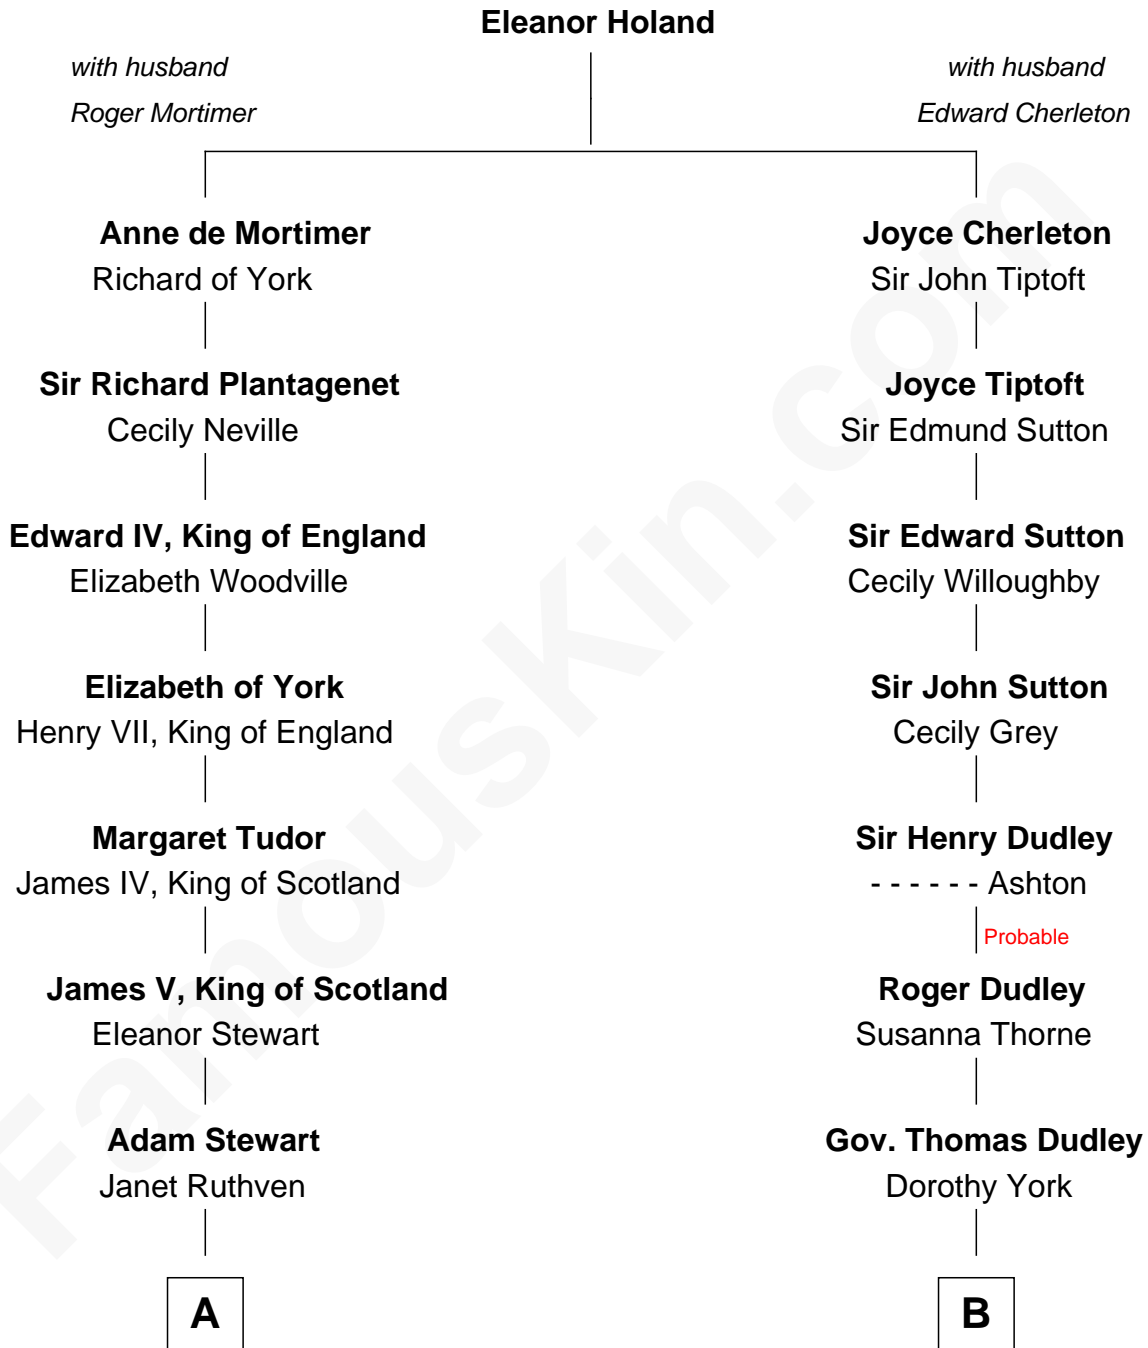 Eleanor Holand
with husband
Roger Mortimer
with husband
Edward Cherleton
Anne de Mortimer
Richard of York
Joyce Cherleton
Sir John Tiptoft
Sir Richard Plantagenet
Cecily Neville
Joyce Tiptoft
Sir Edmund Sutton
Edward IV, King of England
Elizabeth Woodville
Sir Edward Sutton
Cecily Willoughby
Elizabeth of York
Henry VII, King of England
Sir John Sutton
Cecily Grey
Margaret Tudor
James IV, King of Scotland
Sir Henry Dudley
- - - - - - Ashton
Probable
James V, King of Scotland
Eleanor Stewart
Roger Dudley
Susanna Thorne
Adam Stewart
Janet Ruthven
Gov. Thomas Dudley
Dorothy York
A
B
FamousKin.com